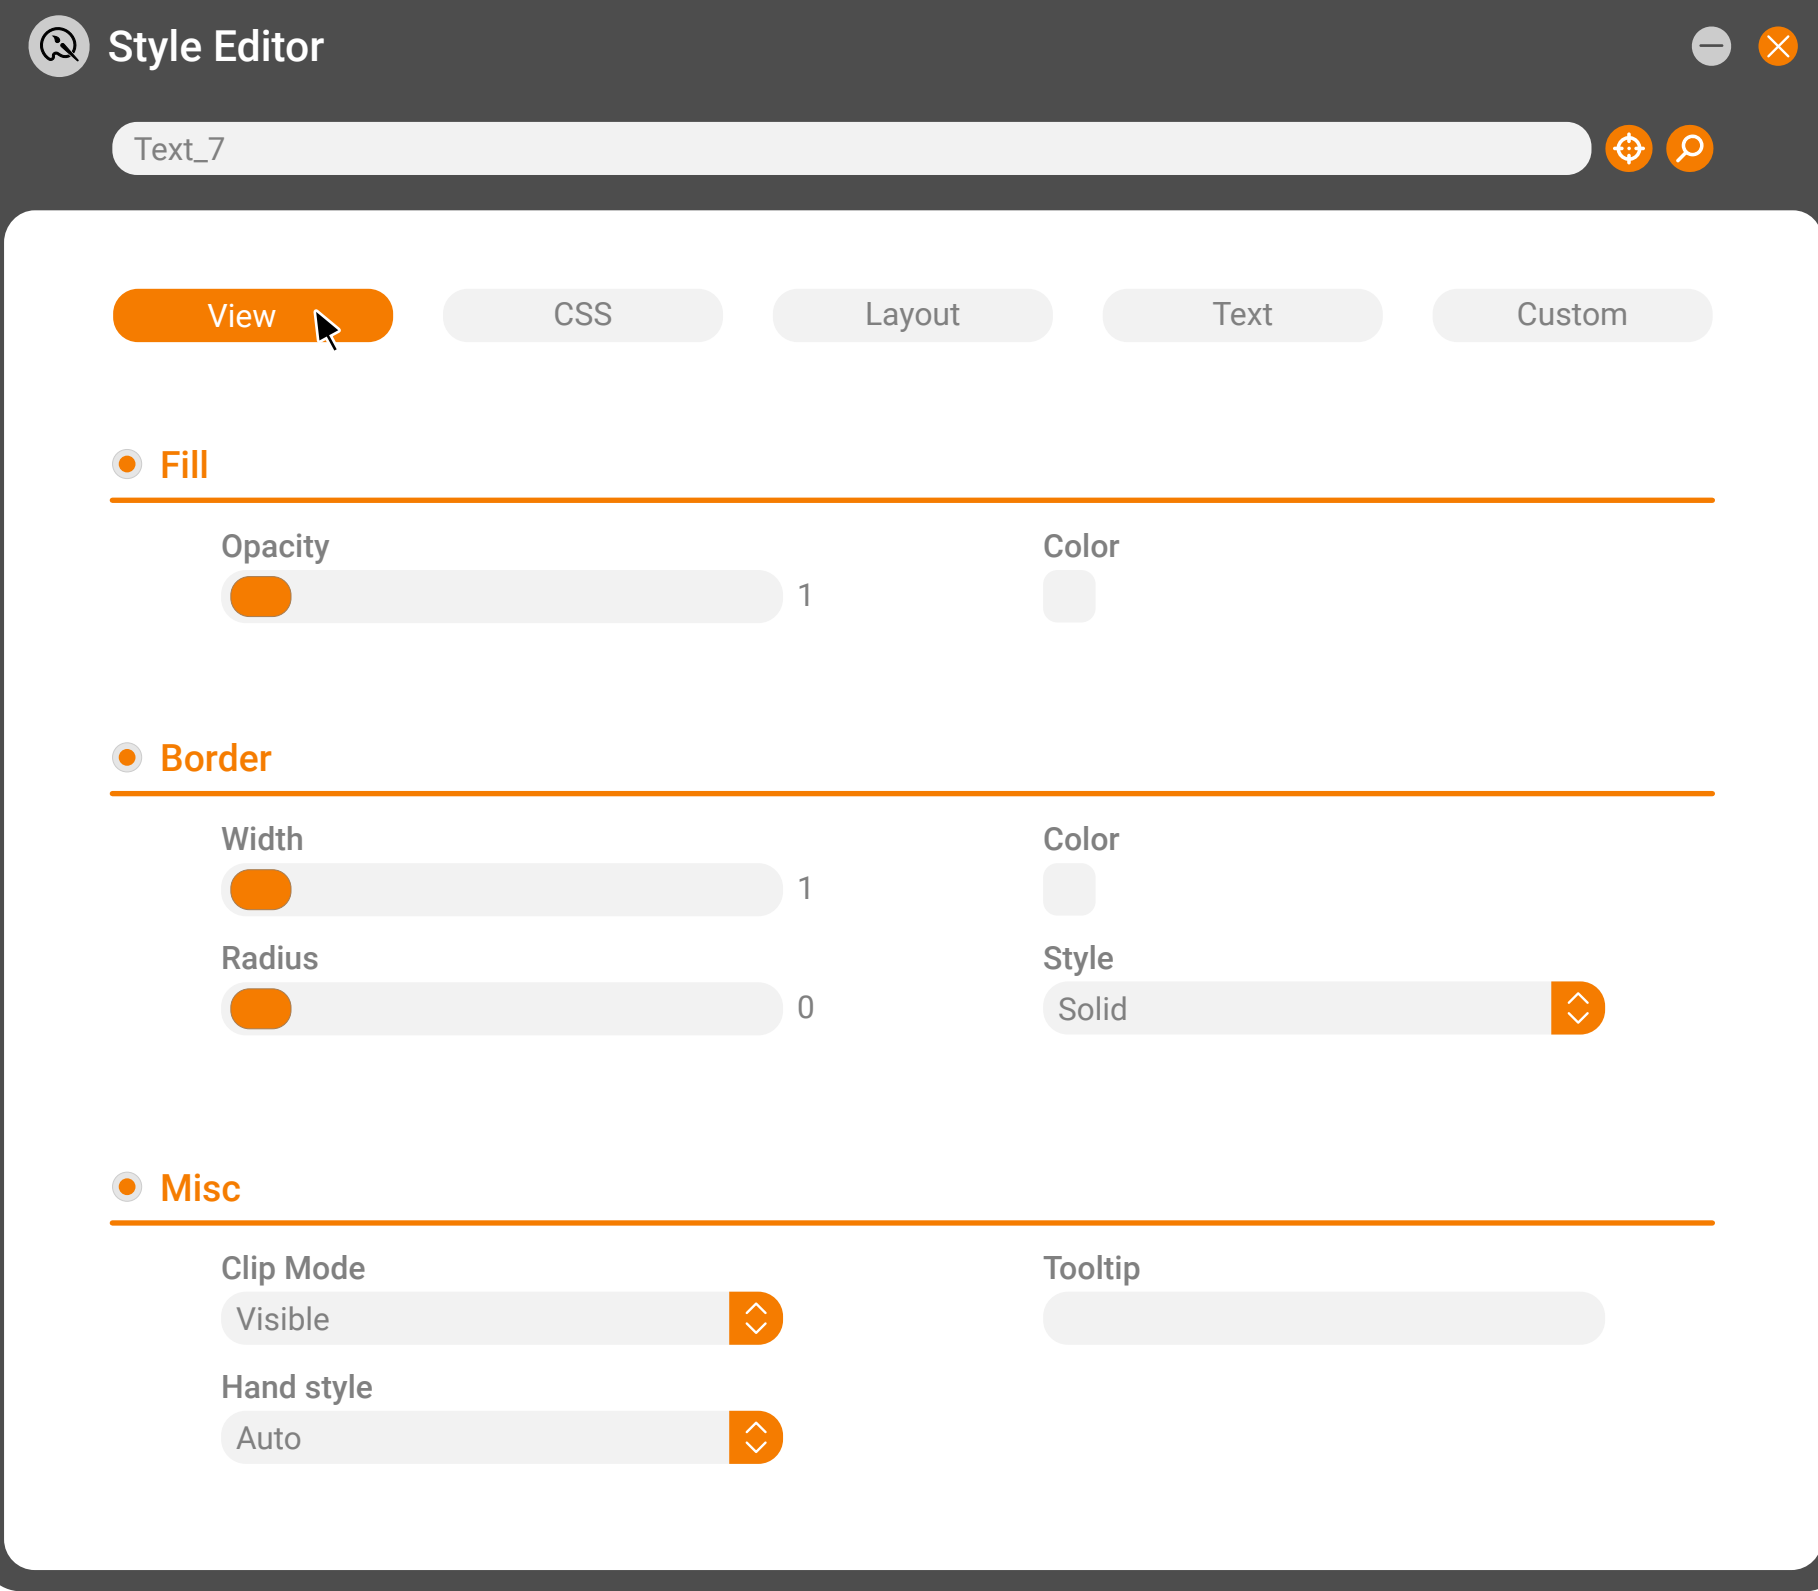 Style Editor
Text_7
View CSS Layout Text Custom
Fill
Opacity Color
1
Border
Width Color
1
Radius Style
0 Solid
Misc
Clip Mode Tooltip
Visible
Hand style
Auto